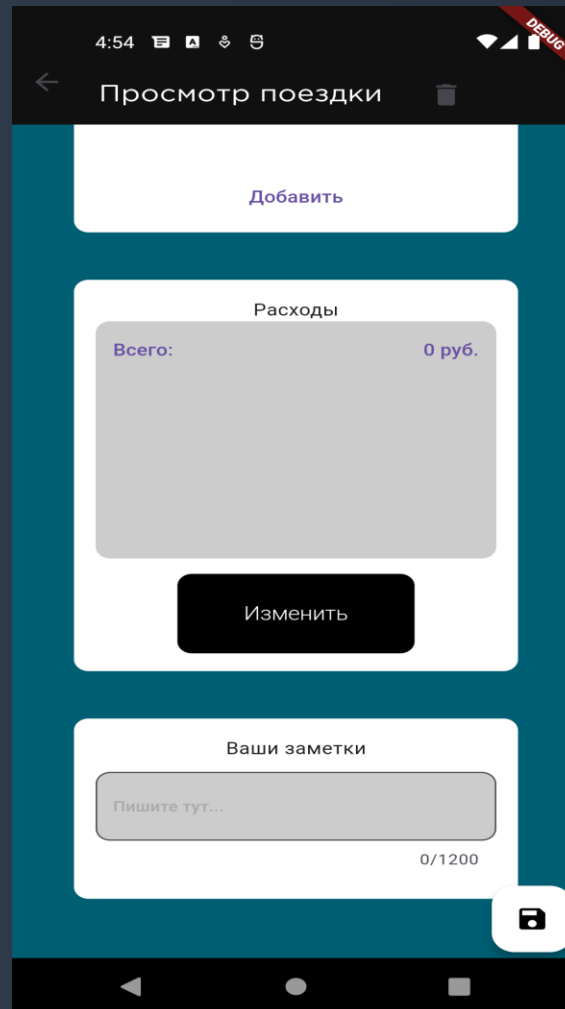 4:54
DEBUG
Просмотр поездки
Добавить
Расходы
Всего: 0 руб.
Изменить
Ваши заметки
Пишите тут...
0/1200